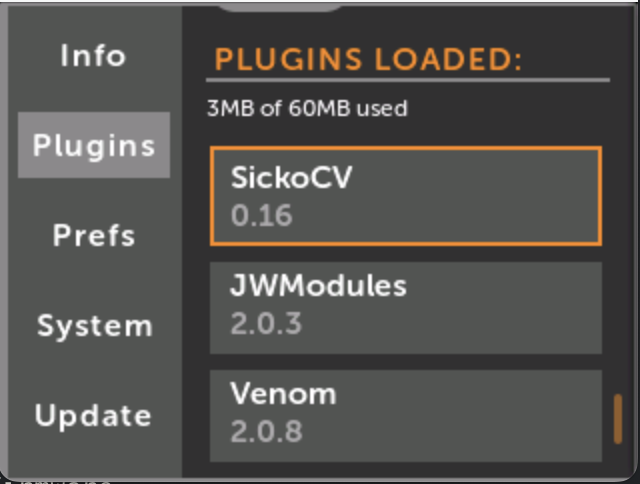 Info
Plugins
Prefs
System
Update
PLUGINS LOADED:
3MB of 60MB used
SickoCV
0.16
JWModules
2.0.3
Venom
2.0.8